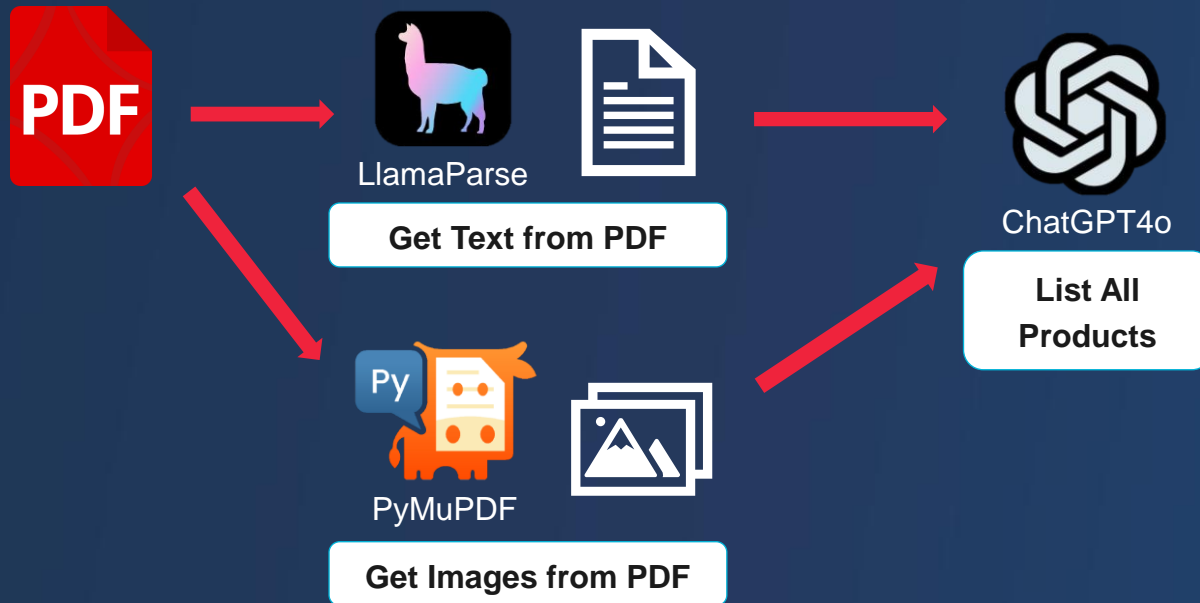 PDF
LlamaParse
Get Text from PDF
ChatGPT4o
List All
Products
Py
PyMuPDF
Get Images from PDF